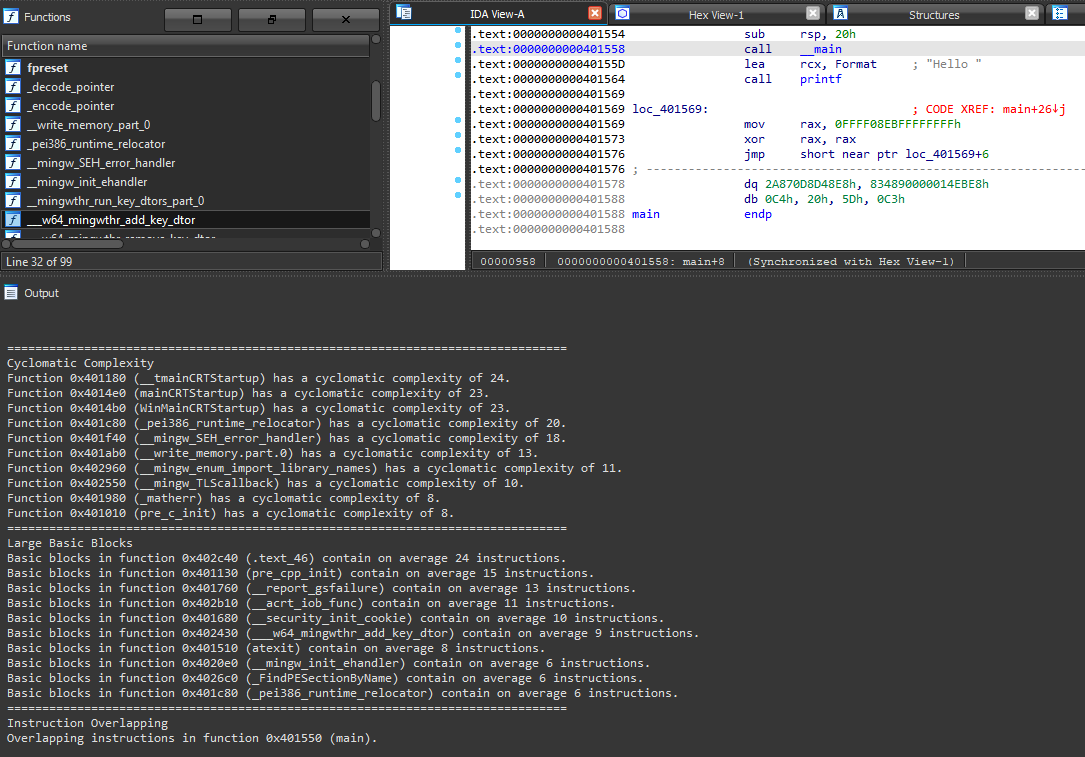 Functions
Function name
fpreset
_decode_pointer
_encode_pointer
__write_memory_part_0
_pei386_runtime_relocator
__mingw_SEH_error_handler
__mingw_init_ehandler
__mingwthr_run_key_dtors_part_0
___w64_mingwthr_add_key_dtor
Line 32 of 99
IDA View-A
Hex View-1
Structures
.text:0000000000401554 sub rsp, 20h
.text:0000000000401558 call __main
.text:000000000040155D lea rcx, Format ; "Hello "
.text:0000000000401564 call printf
.text:0000000000401569
.text:0000000000401569 loc_401569: ; CODE XREF: main+26↓j
.text:0000000000401569 mov rax, 0FFFF08EBFFFFFFFFh
.text:0000000000401573 xor rax, rax
.text:0000000000401576 jmp short near ptr loc_401569+6
.text:0000000000401576 ; ---------------------------------------------------------------
.text:0000000000401578 dq 2A870D8D48E8h, 834890000014EBE8h
.text:0000000000401588 db 0C4h, 20h, 5Dh, 0C3h
.text:0000000000401588 main endp
.text:0000000000401588
00000958 0000000000401558: main+8 (Synchronized with Hex View-1)
Output
================================================================================
Cyclomatic Complexity
Function 0x401180 (__tmainCRTStartup) has a cyclomatic complexity of 24.
Function 0x4014e0 (mainCRTStartup) has a cyclomatic complexity of 23.
Function 0x4014b0 (WinMainCRTStartup) has a cyclomatic complexity of 23.
Function 0x401c80 (_pei386_runtime_relocator) has a cyclomatic complexity of 20.
Function 0x401f40 (__mingw_SEH_error_handler) has a cyclomatic complexity of 18.
Function 0x401ab0 (__write_memory.part.0) has a cyclomatic complexity of 13.
Function 0x402960 (__mingw_enum_import_library_names) has a cyclomatic complexity of 11.
Function 0x402550 (__mingw_TLScallback) has a cyclomatic complexity of 10.
Function 0x401980 (_matherr) has a cyclomatic complexity of 8.
Function 0x401010 (pre_c_init) has a cyclomatic complexity of 8.
================================================================================
Large Basic Blocks
Basic blocks in function 0x402c40 (.text_46) contain on average 24 instructions.
Basic blocks in function 0x401130 (pre_cpp_init) contain on average 15 instructions.
Basic blocks in function 0x401760 (__report_gsfailure) contain on average 13 instructions.
Basic blocks in function 0x402b10 (__acrt_iob_func) contain on average 11 instructions.
Basic blocks in function 0x401680 (__security_init_cookie) contain on average 10 instructions.
Basic blocks in function 0x402430 (___w64_mingwthr_add_key_dtor) contain on average 9 instructions.
Basic blocks in function 0x401510 (atexit) contain on average 8 instructions.
Basic blocks in function 0x4020e0 (__mingw_init_ehandler) contain on average 6 instructions.
Basic blocks in function 0x4026c0 (_FindPESectionByName) contain on average 6 instructions.
Basic blocks in function 0x401c80 (_pei386_runtime_relocator) contain on average 6 instructions.
================================================================================
Instruction Overlapping
Overlapping instructions in function 0x401550 (main).